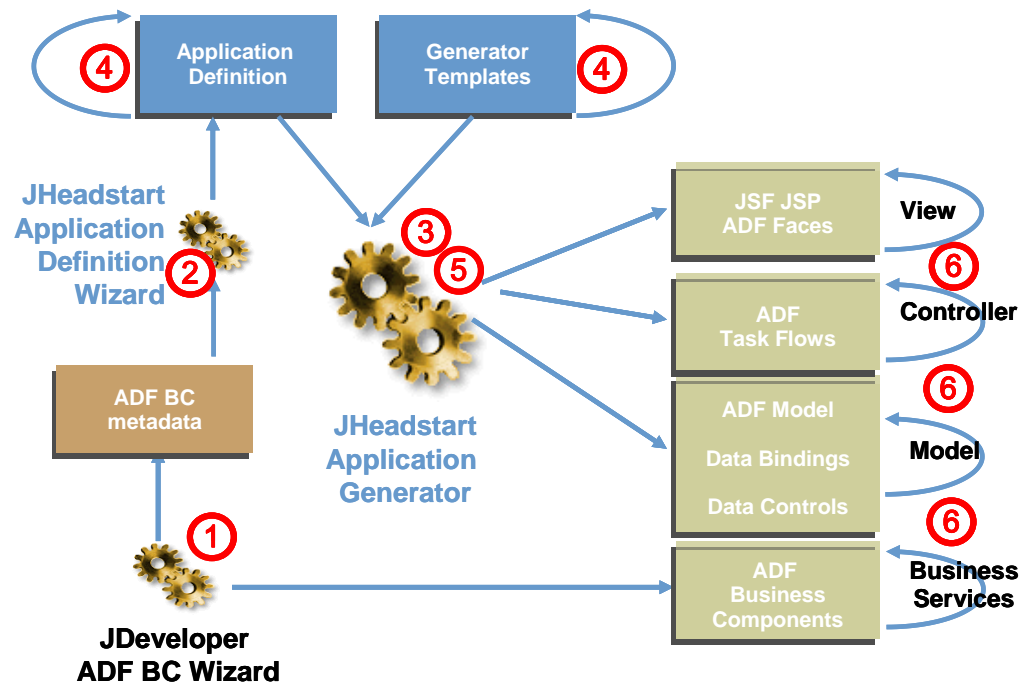 4
Application
Definition
Generator
Templates
4
JHeadstart
Application
Definition
Wizard
2
3
5
JSF JSP
ADF Faces
View
6
ADF
Task Flows
Controller
ADF BC
metadata
JHeadstart
Application
Generator
6
ADF Model
Data Bindings
Data Controls
Model
1
6
ADF
Business
Components
Business
Services
JDeveloper
ADF BC Wizard